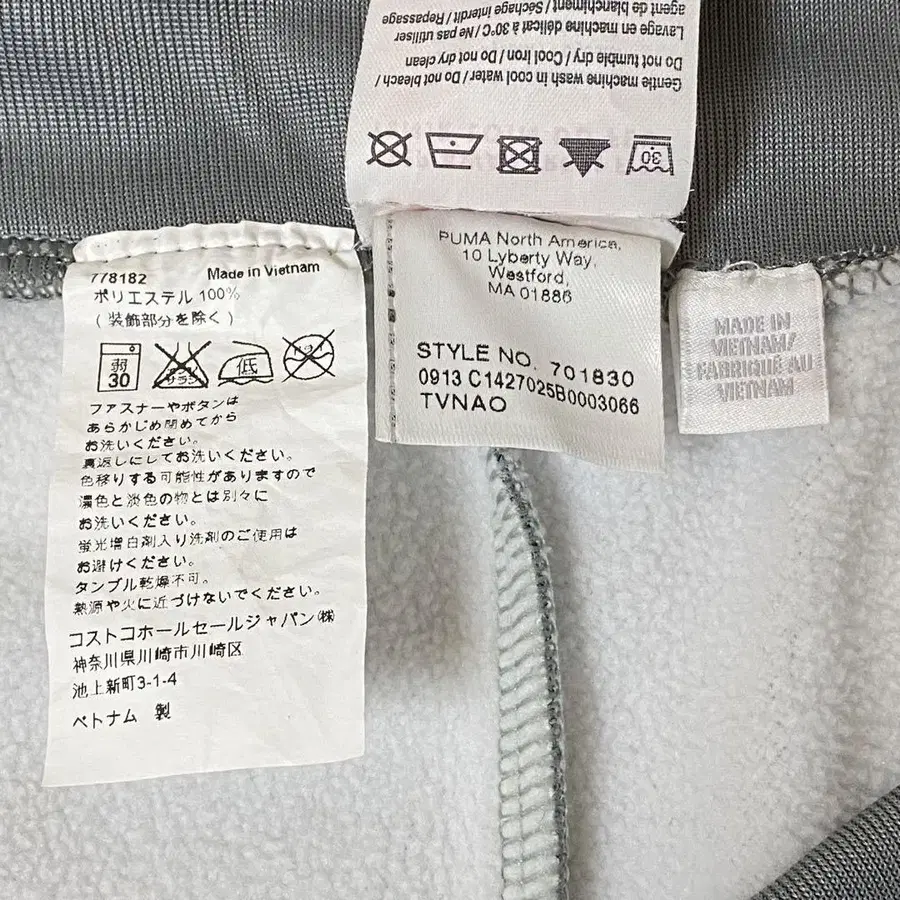 Gentle machine wash in cool water / Do not bleach /
Do not tumble dry / Cool Iron / Do not dry clean
Lavage en machine délicat à 30°C / Ne pas utiliser
agent de blanchiment / Séchage interdit / Repassage
30
PUMA North America,
10 Lyberty Way,
Westford,
MA 01886
STYLE NO. 701830
0913 C1427025B0003066
TVNAO
MADE IN
VIETNAM/
FABRIQUÉ AU
VIETNAM
778182 Made in Vietnam
ポリエステル 100%
(装飾部分を除く)
弱
30
エンソ
サラシ
低
ドライ
ファスナーやボタンは
あらかじめ閉めてから
お洗いください。
裏返しにしてお洗いください。
色移りする可能性がありますので
濃色と淡色の物とは別々に
お洗いください。
蛍光増白剤入り洗剤のご使用は
お避けください。
タンブル乾燥不可。
熱源や火に近づけないでください。
コストコホールセールジャパン(株)
神奈川県川崎市川崎区
池上新町3-1-4
ベトナム 製